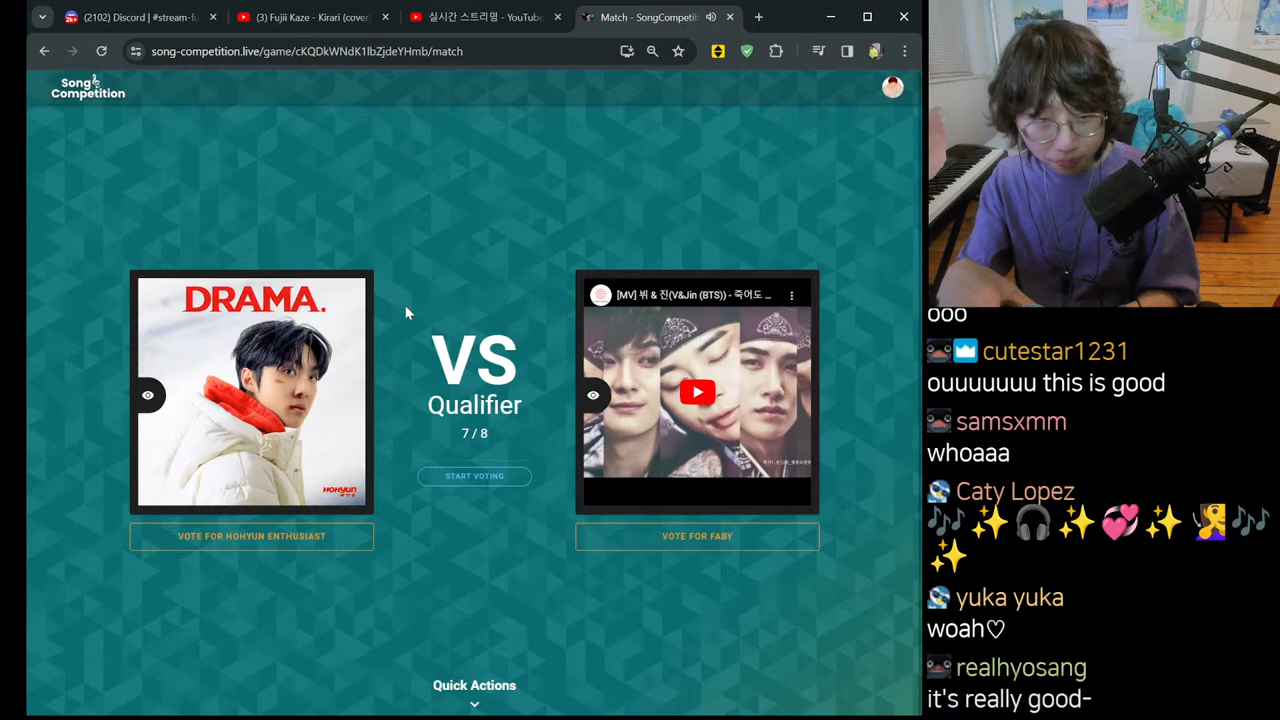 (2102) Discord | #stream-fu
(3) Fujii Kaze - Kirari (cover)
실시간 스트리밍 - YouTube
Match - SongCompetit
song-competition.live/game/cKQDkWNdK1lbZjdeYHmb/match
Song
Competition
DRAMA.
HOHYUN
VS
Qualifier
7 / 8
START VOTING
[MV] 뷔 & 진(V&Jin (BTS)) - 죽어도 ...
VOTE FOR HOHYUN ENTHUSIAST
VOTE FOR FABY
Quick Actions
ooo
cutestar1231
ouuuuuuu this is good
samsxmm
whoaaa
Caty Lopez
🎶✨🎧✨💞✨🧏‍♀️🎶
✨
yuka yuka
woah♡
realhyosang
it's really good-